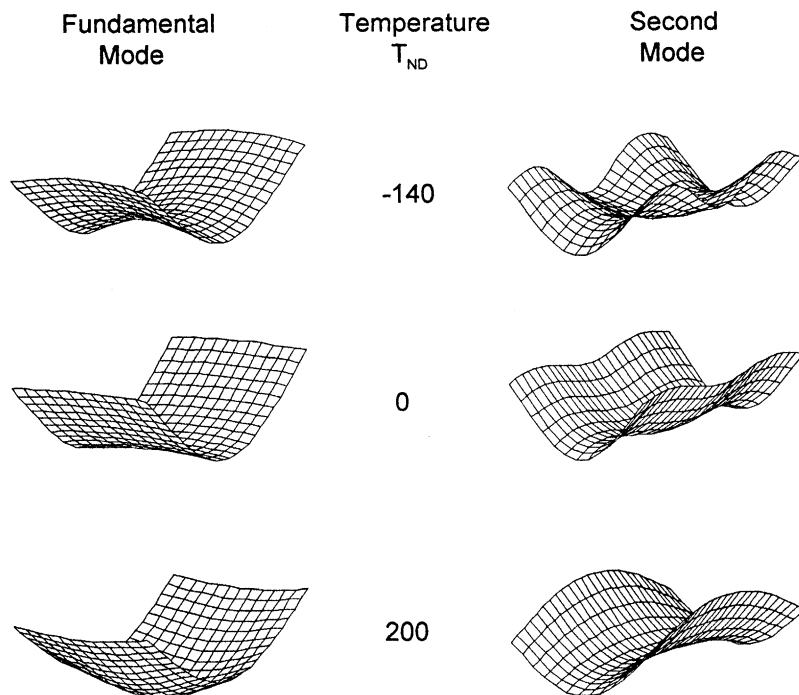 Fundamental
Mode
Temperature
T_ND
Second
Mode
-140
0
200